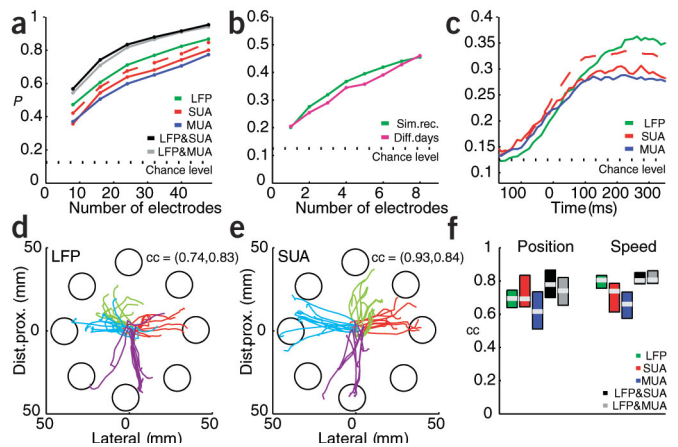 a
1
0.8
0.6
P
0.4
0.2
0
LFP
SUA
MUA
LFP&SUA
LFP&MUA
Chance level
10 20 30 40 50
Number of electrodes
b
0.6
0.5
0.4
0.3
0.2
0.1
0
Sim.rec.
Diff.days
Chance level
0 2 4 6 8
Number of electrodes
c
0.4
0.35
0.3
0.25
0.2
0.15
0.1
LFP
SUA
MUA
Chance level
100 0 100 200 300
Time(ms)
d
50
LFP
cc = (0.74,0.83)
Dist.prox. (mm)
0
50
50 0 50
Lateral (mm)
e
50
SUA
cc = (0.93,0.84)
Dist.prox. (mm)
0
50
50 0 50
Lateral (mm)
f
1
Position Speed
0.8
0.6
cc
0.4
0.2
0
LFP
SUA
MUA
LFP&SUA
LFP&MUA